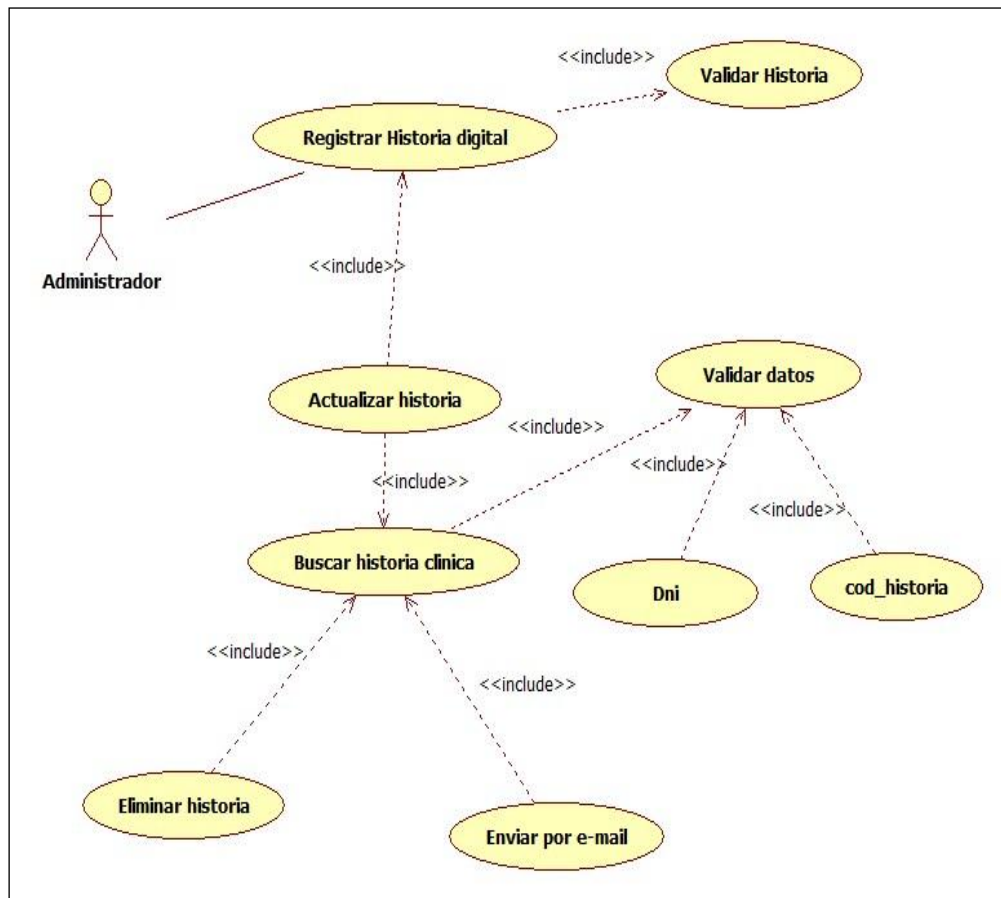 <<include>>
Validar Historia
Registrar Historia digital
Administrador
<<include>>
Validar datos
Actualizar historia
<<include>>
<<include>>
<<include>>
<<include>>
Buscar historia clinica
Dni
cod_historia
<<include>>
<<include>>
Eliminar historia
Enviar por e-mail